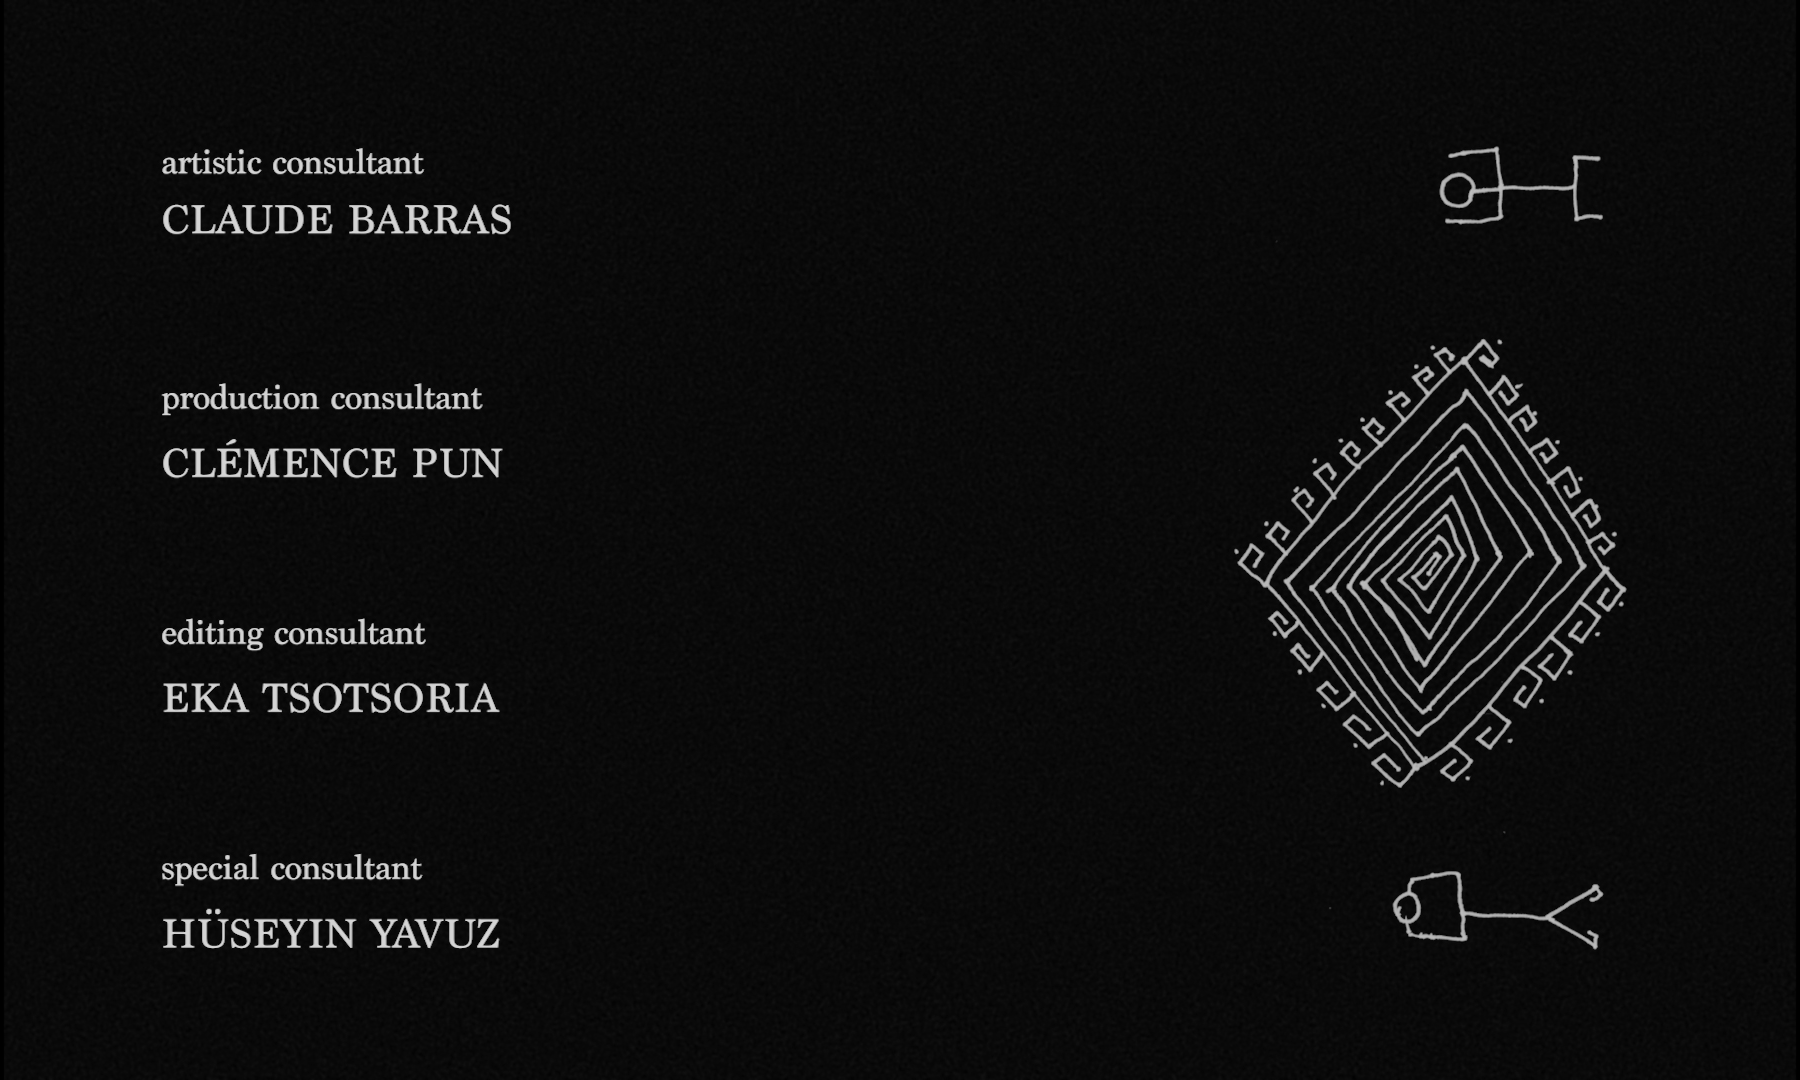 artistic consultant
CLAUDE BARRAS
production consultant
CLÉMENCE PUN
editing consultant
EKA TSOTSORIA
special consultant
HÜSEYIN YAVUZ